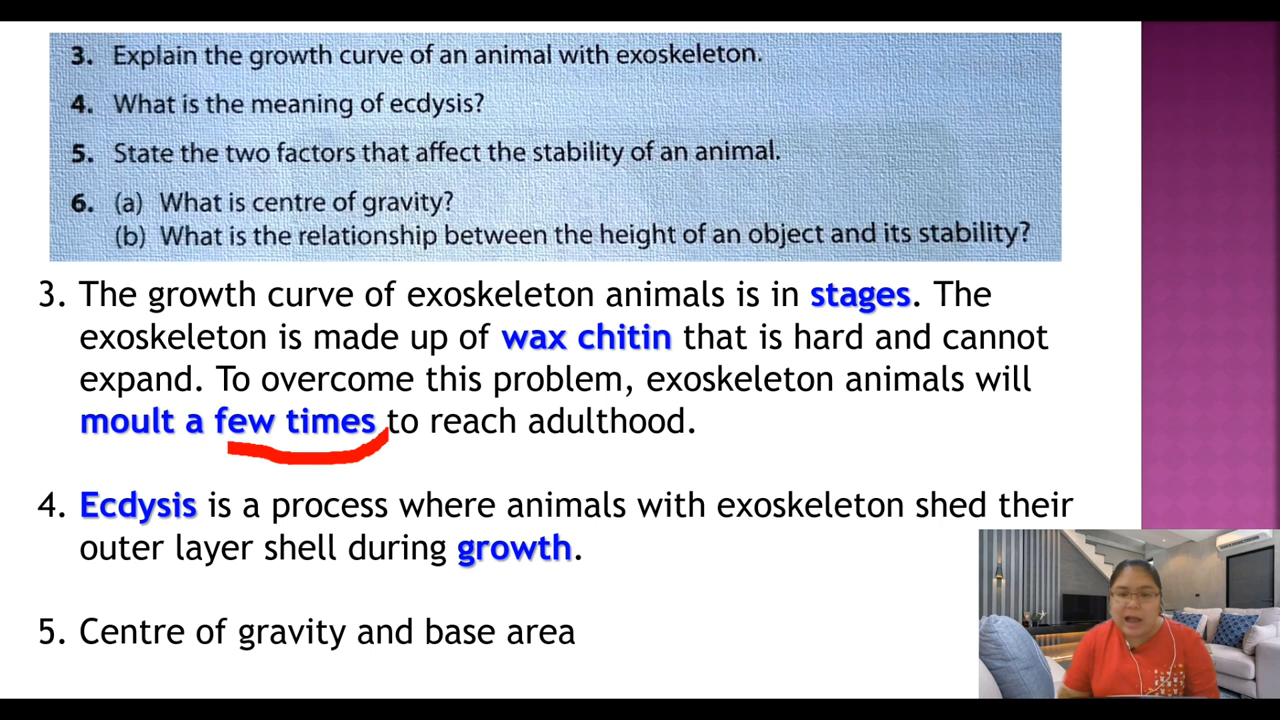 3. Explain the growth curve of an animal with exoskeleton.
4. What is the meaning of ecdysis?
5. State the two factors that affect the stability of an animal.
6. (a) What is centre of gravity?
(b) What is the relationship between the height of an object and its stability?
3. The growth curve of exoskeleton animals is in stages. The
exoskeleton is made up of wax chitin that is hard and cannot
expand. To overcome this problem, exoskeleton animals will
moult a few times to reach adulthood.
4. Ecdysis is a process where animals with exoskeleton shed their
outer layer shell during growth.
5. Centre of gravity and base area